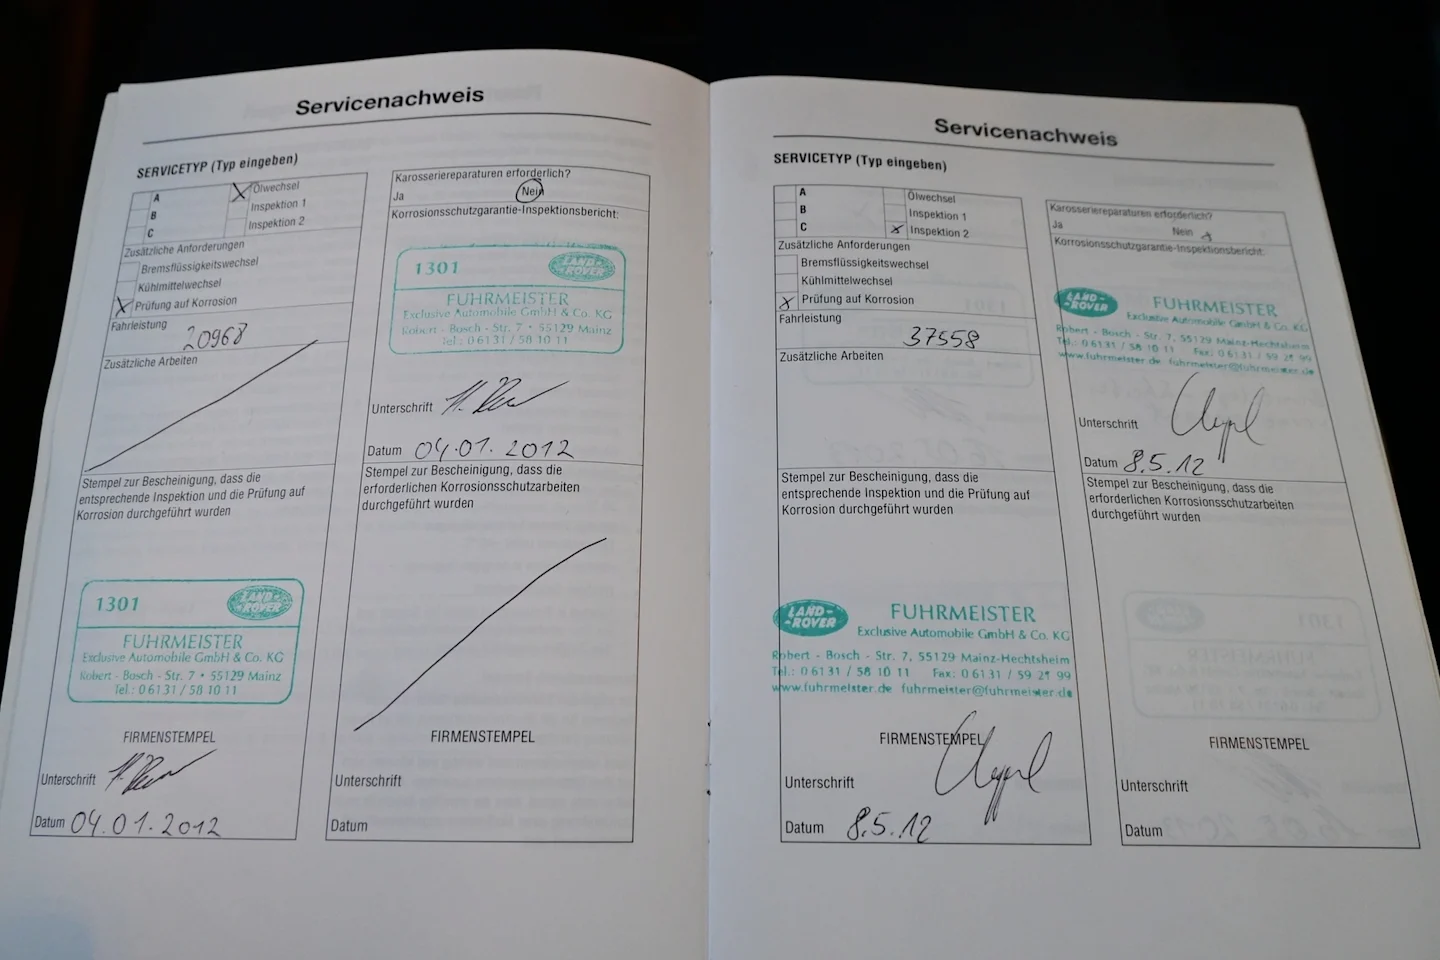 Servicenachweis
SERVICETYP (Typ eingeben)
A
B
C
Ölwechsel
Inspektion 1
Inspektion 2
Zusätzliche Anforderungen
Bremsflüssigkeitswechsel
Kühlmittelwechsel
Prüfung auf Korrosion
Fahrleistung
20968
Zusätzliche Arbeiten
Stempel zur Bescheinigung, dass die
entsprechende Inspektion und die Prüfung auf
Korrosion durchgeführt wurden
1301 LAND-ROVER
FUHRMEISTER
Exclusive Automobile GmbH & Co. KG
Robert - Bosch - Str. 7 • 55129 Mainz
Tel.: 0 61 31 / 58 10 11
FIRMENSTEMPEL
Unterschrift
Datum 04.01.2012
Karosseriereparaturen erforderlich?
Ja Nein
Korrosionsschutzgarantie-Inspektionsbericht:
1301 LAND-ROVER
FUHRMEISTER
Exclusive Automobile GmbH & Co. KG
Robert - Bosch - Str. 7 • 55129 Mainz
Tel.: 0 61 31 / 58 10 11
Unterschrift
Datum 04.01.2012
Stempel zur Bescheinigung, dass die
erforderlichen Korrosionsschutzarbeiten
durchgeführt wurden
FIRMENSTEMPEL
Unterschrift
Datum
Servicenachweis
SERVICETYP (Typ eingeben)
A
B
C
Ölwechsel
Inspektion 1
Inspektion 2
Zusätzliche Anforderungen
Bremsflüssigkeitswechsel
Kühlmittelwechsel
Prüfung auf Korrosion
Fahrleistung
37558
Zusätzliche Arbeiten
Stempel zur Bescheinigung, dass die
entsprechende Inspektion und die Prüfung auf
Korrosion durchgeführt wurden
LAND-ROVER FUHRMEISTER
Exclusive Automobile GmbH & Co. KG
Robert - Bosch - Str. 7, 55129 Mainz-Hechtsheim
Tel.: 0 61 31 / 58 10 11 Fax: 0 61 31 / 59 21 99
www.fuhrmeister.de fuhrmeister@fuhrmeister.de
FIRMENSTEMPEL
Unterschrift
Datum 8.5.12
Karosseriereparaturen erforderlich?
Ja Nein
Korrosionsschutzgarantie-Inspektionsbericht:
LAND-ROVER FUHRMEISTER
Exclusive Automobile GmbH & Co. KG
Robert - Bosch - Str. 7, 55129 Mainz-Hechtsheim
Tel.: 0 61 31 / 58 10 11 Fax: 0 61 31 / 59 21 99
www.fuhrmeister.de fuhrmeister@fuhrmeister.de
Unterschrift
Datum 8.5.12
Stempel zur Bescheinigung, dass die
erforderlichen Korrosionsschutzarbeiten
durchgeführt wurden
FIRMENSTEMPEL
Unterschrift
Datum